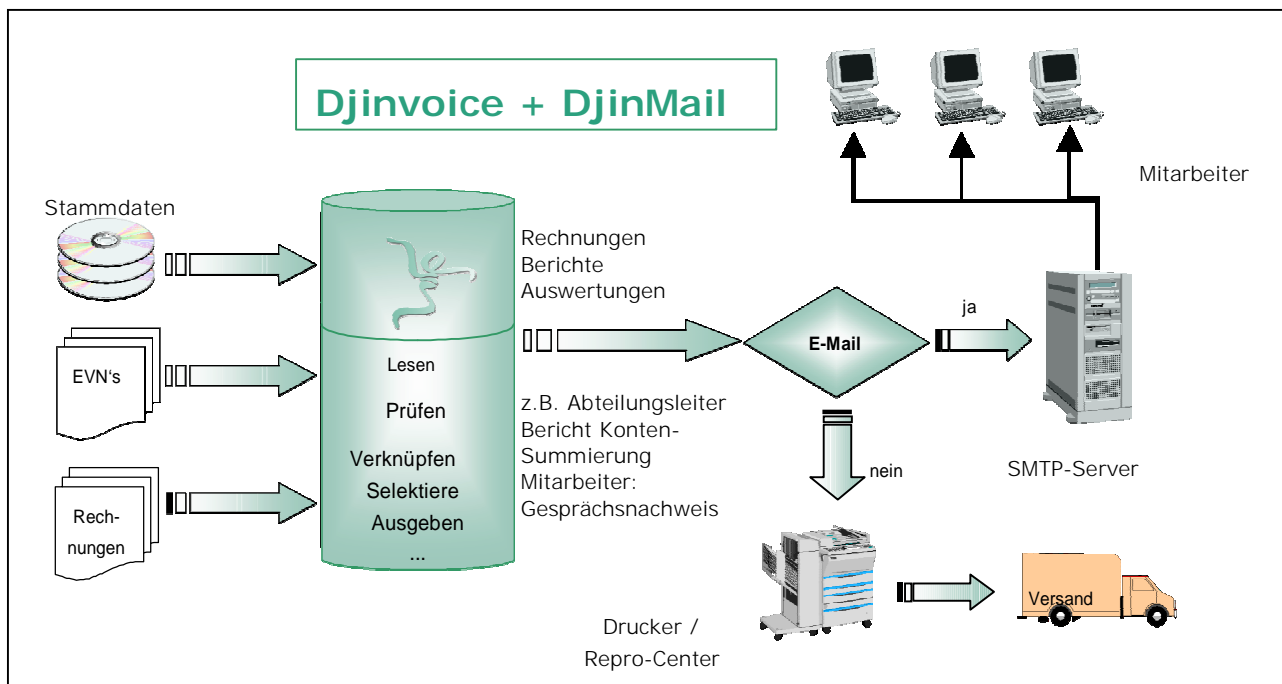 Djinvoice + DjinMail
Mitarbeiter
Stammdaten
EVN‘s
Rech-
nungen
Lesen
Prüfen
Verknüpfen
Selektiere
Ausgeben
...
Rechnungen
Berichte
Auswertungen
z.B. Abteilungsleiter
Bericht Konten-
Summierung
Mitarbeiter:
Gesprächsnachweis
E-Mail
ja
nein
SMTP-Server
Drucker /
Repro-Center
Versand